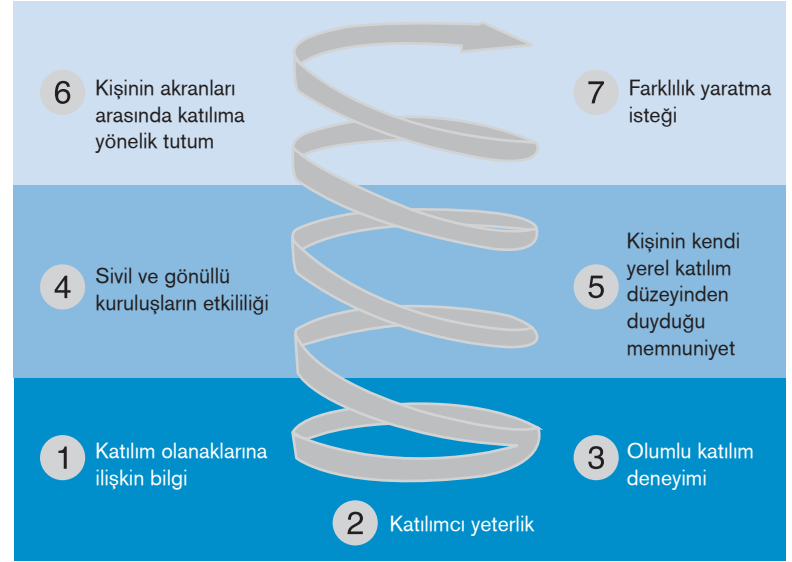 6
Kişinin akranları
arasında katılıma
yönelik tutum
7
Farklılık yaratma
isteği
4
Sivil ve gönüllü
kuruluşların etkililiği
5
Kişinin kendi
yerel katılım
düzeyinden
duyduğu
memnuniyet
1
Katılım olanaklarına
ilişkin bilgi
3
Olumlu katılım
deneyimi
2
Katılımcı yeterlik